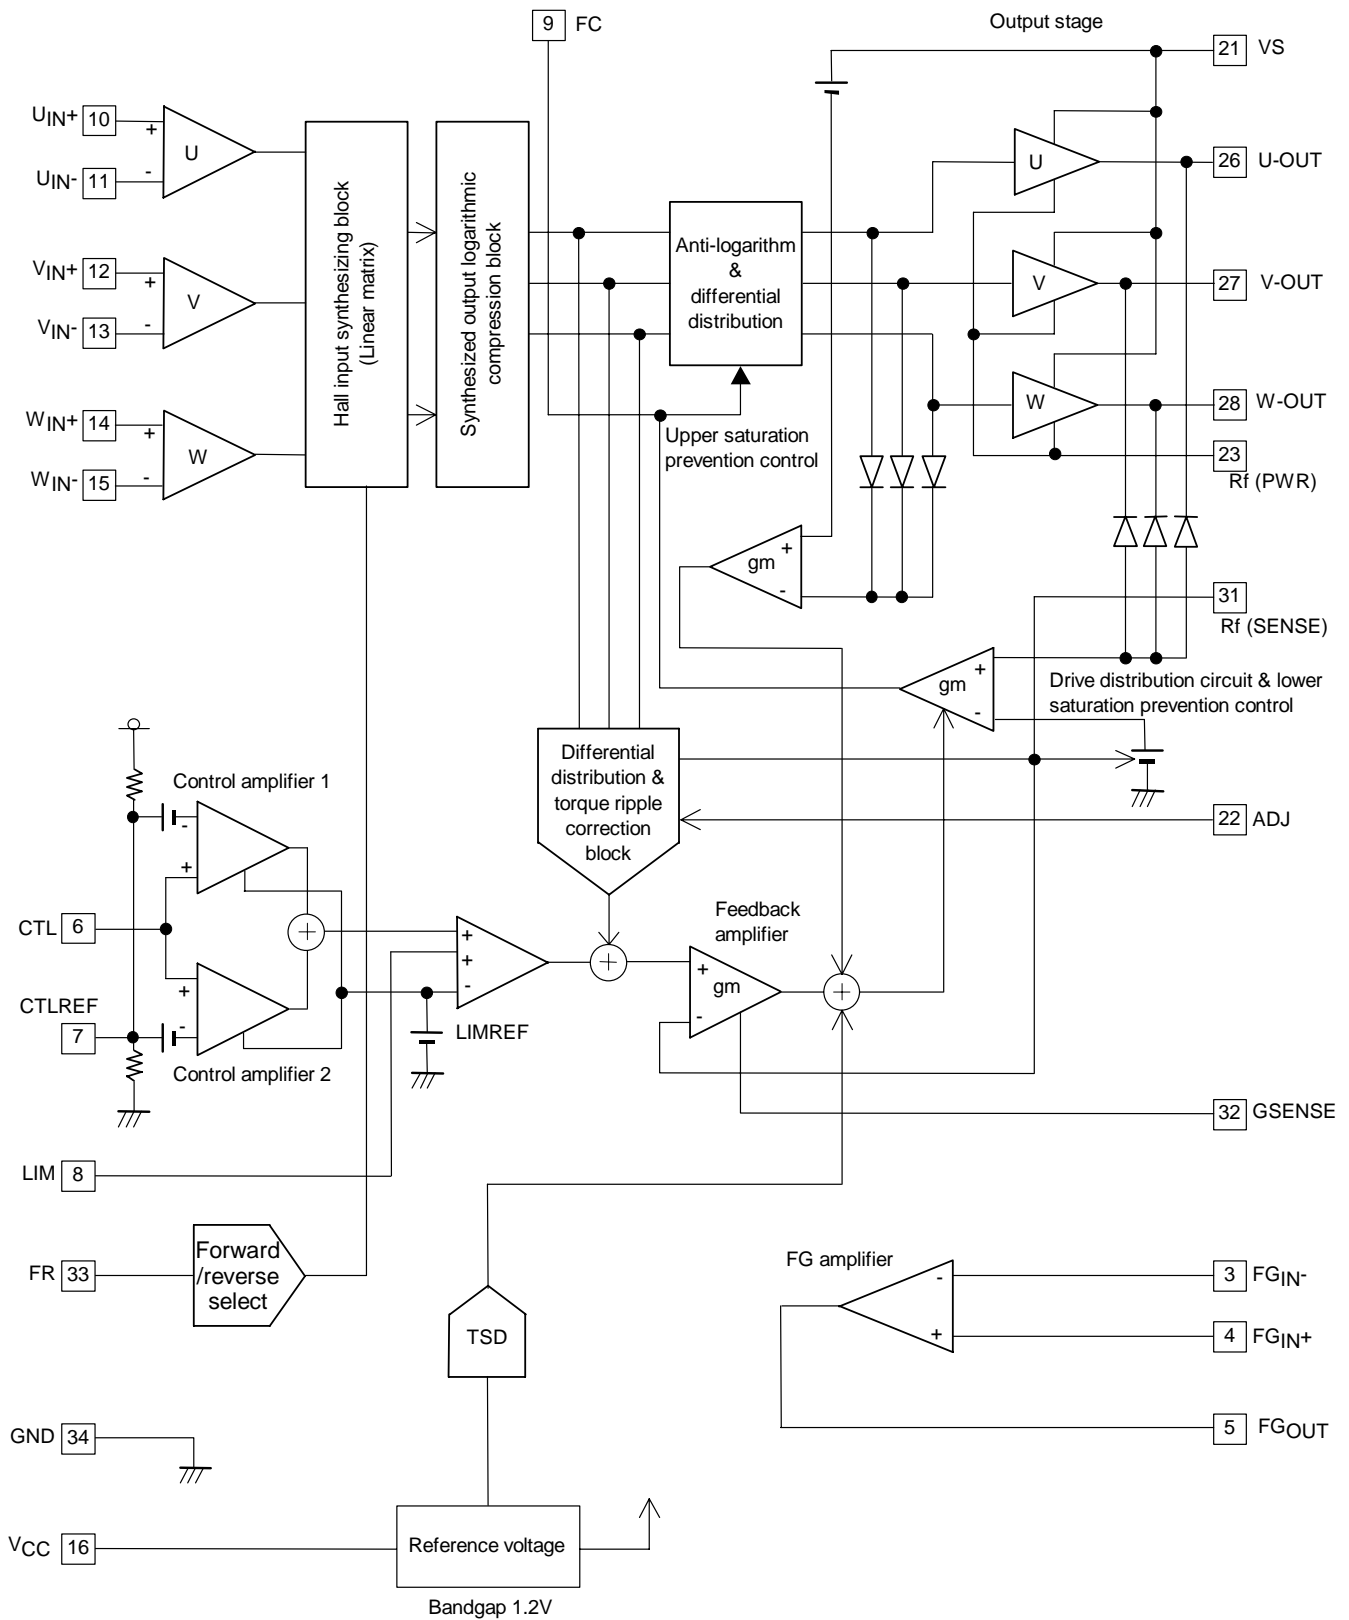 9 FC
Output stage
21 VS
UIN+ 10
+
U
-
UIN- 11
VIN+ 12
+
V
-
VIN- 13
WIN+ 14
+
W
-
WIN- 15
Hall input synthesizing block
(Linear matrix)
Synthesized output logarithmic
compression block
Anti-logarithm
&
differential
distribution
U
26 U-OUT
V
27 V-OUT
W
28 W-OUT
23
Rf (PWR)
Upper saturation
prevention control
+
gm
-
31
Rf (SENSE)
+
gm
-
Drive distribution circuit & lower
saturation prevention control
Differential
distribution &
torque ripple
correction
block
22 ADJ
Control amplifier 1
-
+
CTL 6
+
CTLREF
7
-
Control amplifier 2
+
+
+
-
LIMREF
+
Feedback
amplifier
+
gm
-
+
32 GSENSE
LIM 8
FR 33
Forward
/reverse
select
TSD
FG amplifier
-
+
3 FGIN-
4 FGIN+
5 FGOUT
GND 34
VCC 16
Reference voltage
Bandgap 1.2V